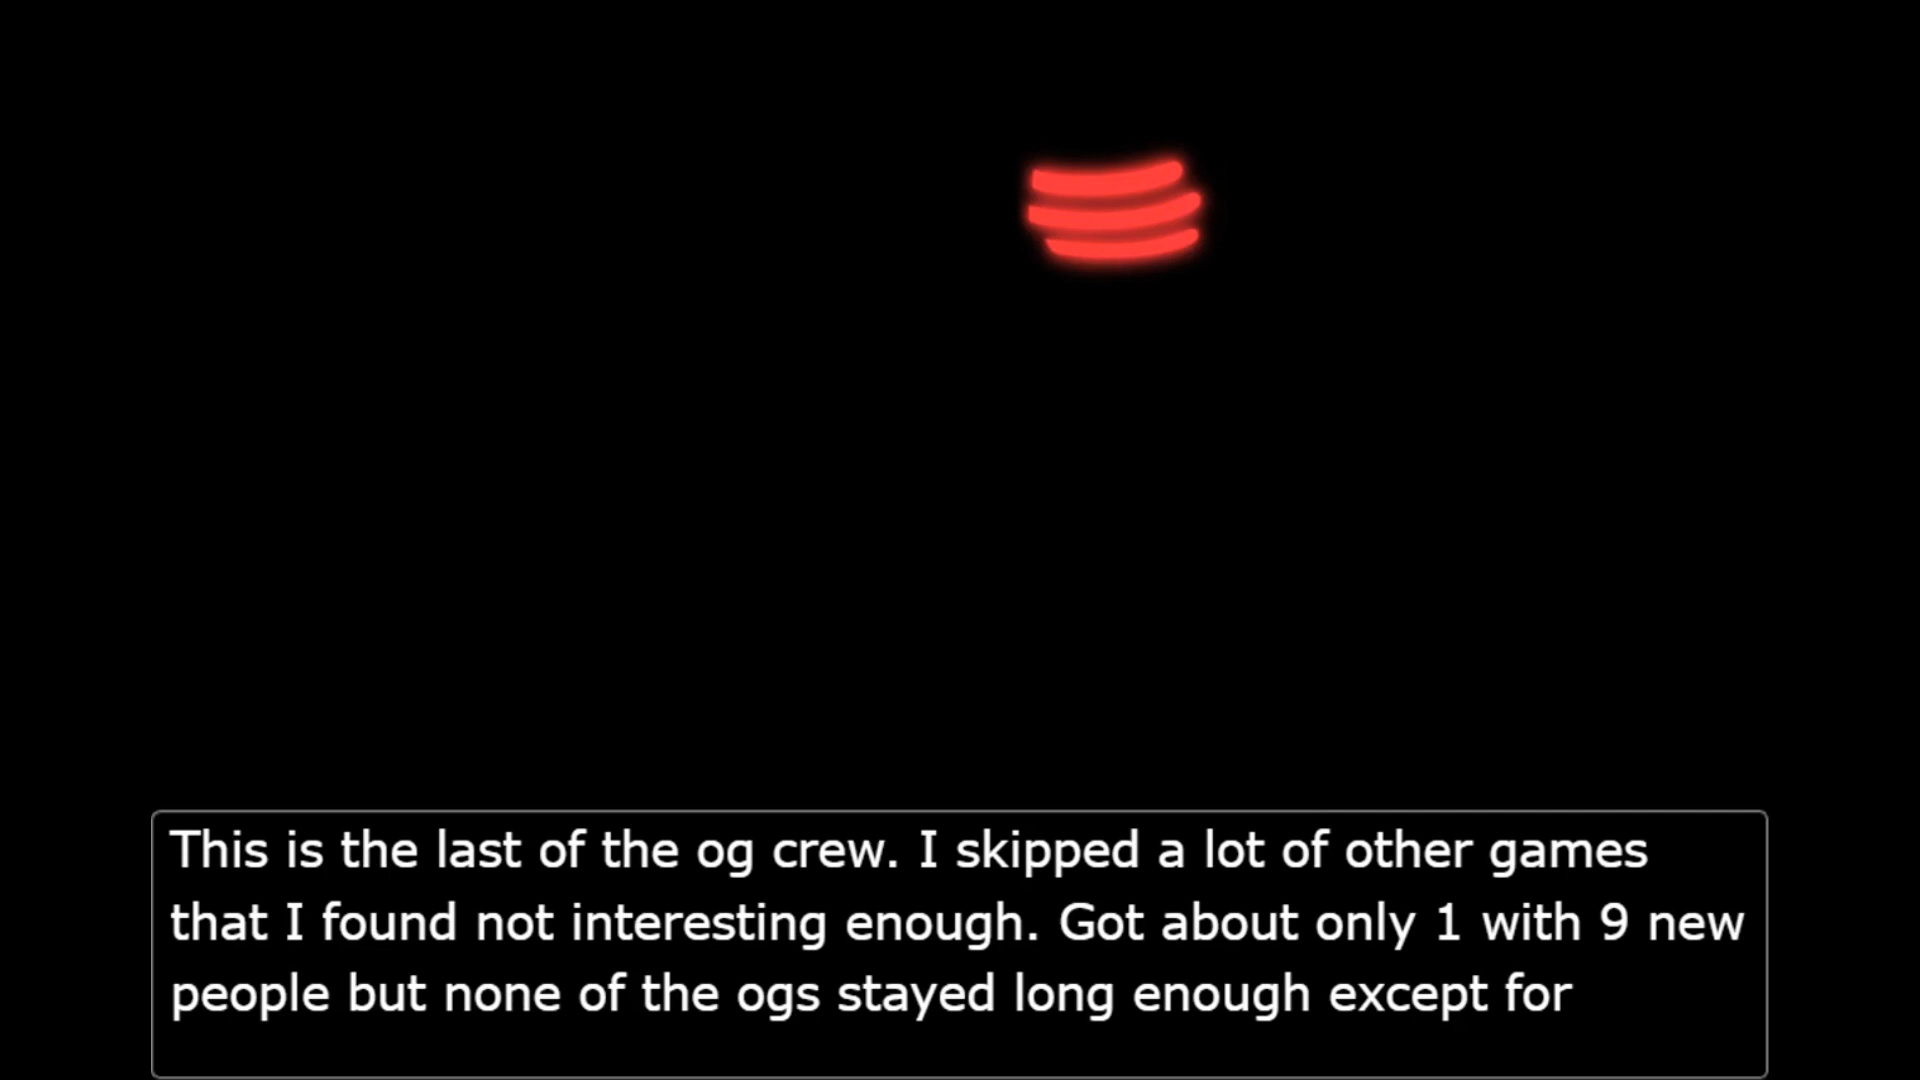 This is the last of the og crew. I skipped a lot of other games
that I found not interesting enough. Got about only 1 with 9 new
people but none of the ogs stayed long enough except for